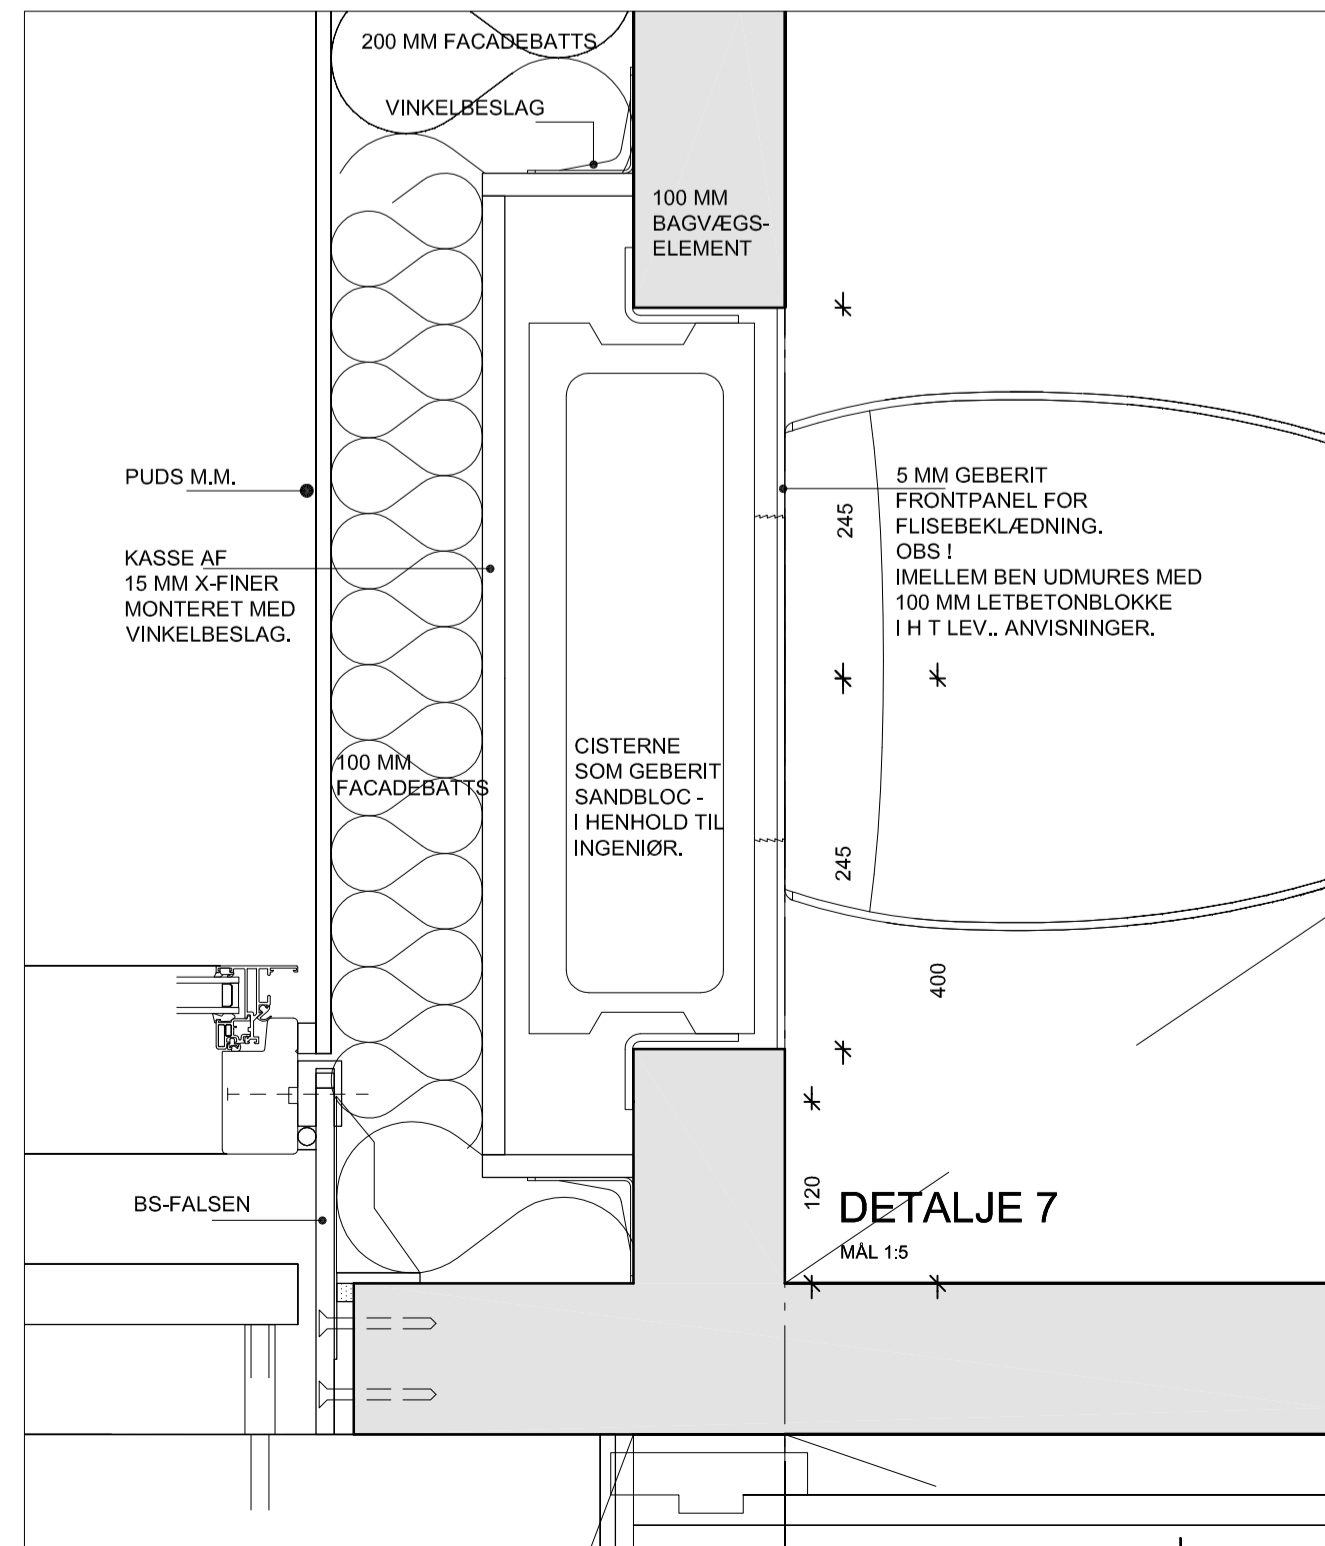 200 MM FACADEBATTS
VINKELBESLAG
100 MM
BAGVÆGS-
ELEMENT
PUDS M.M.
KASSE AF
15 MM X-FINER
MONTERET MED
VINKELBESLAG.
5 MM GEBERIT
FRONTPANEL FOR
FLISEBEKLÆDNING.
OBS !
IMELLEM BEN UDMURES MED
100 MM LETBETONBLOKKE
I H T LEV.. ANVISNINGER.
245
100 MM
FACADEBATTS
CISTERNE
SOM GEBERIT
SANDBLOC -
I HENHOLD TIL
INGENIØR.
245
400
BS-FALSEN
120
DETALJE 7
MÅL 1:5